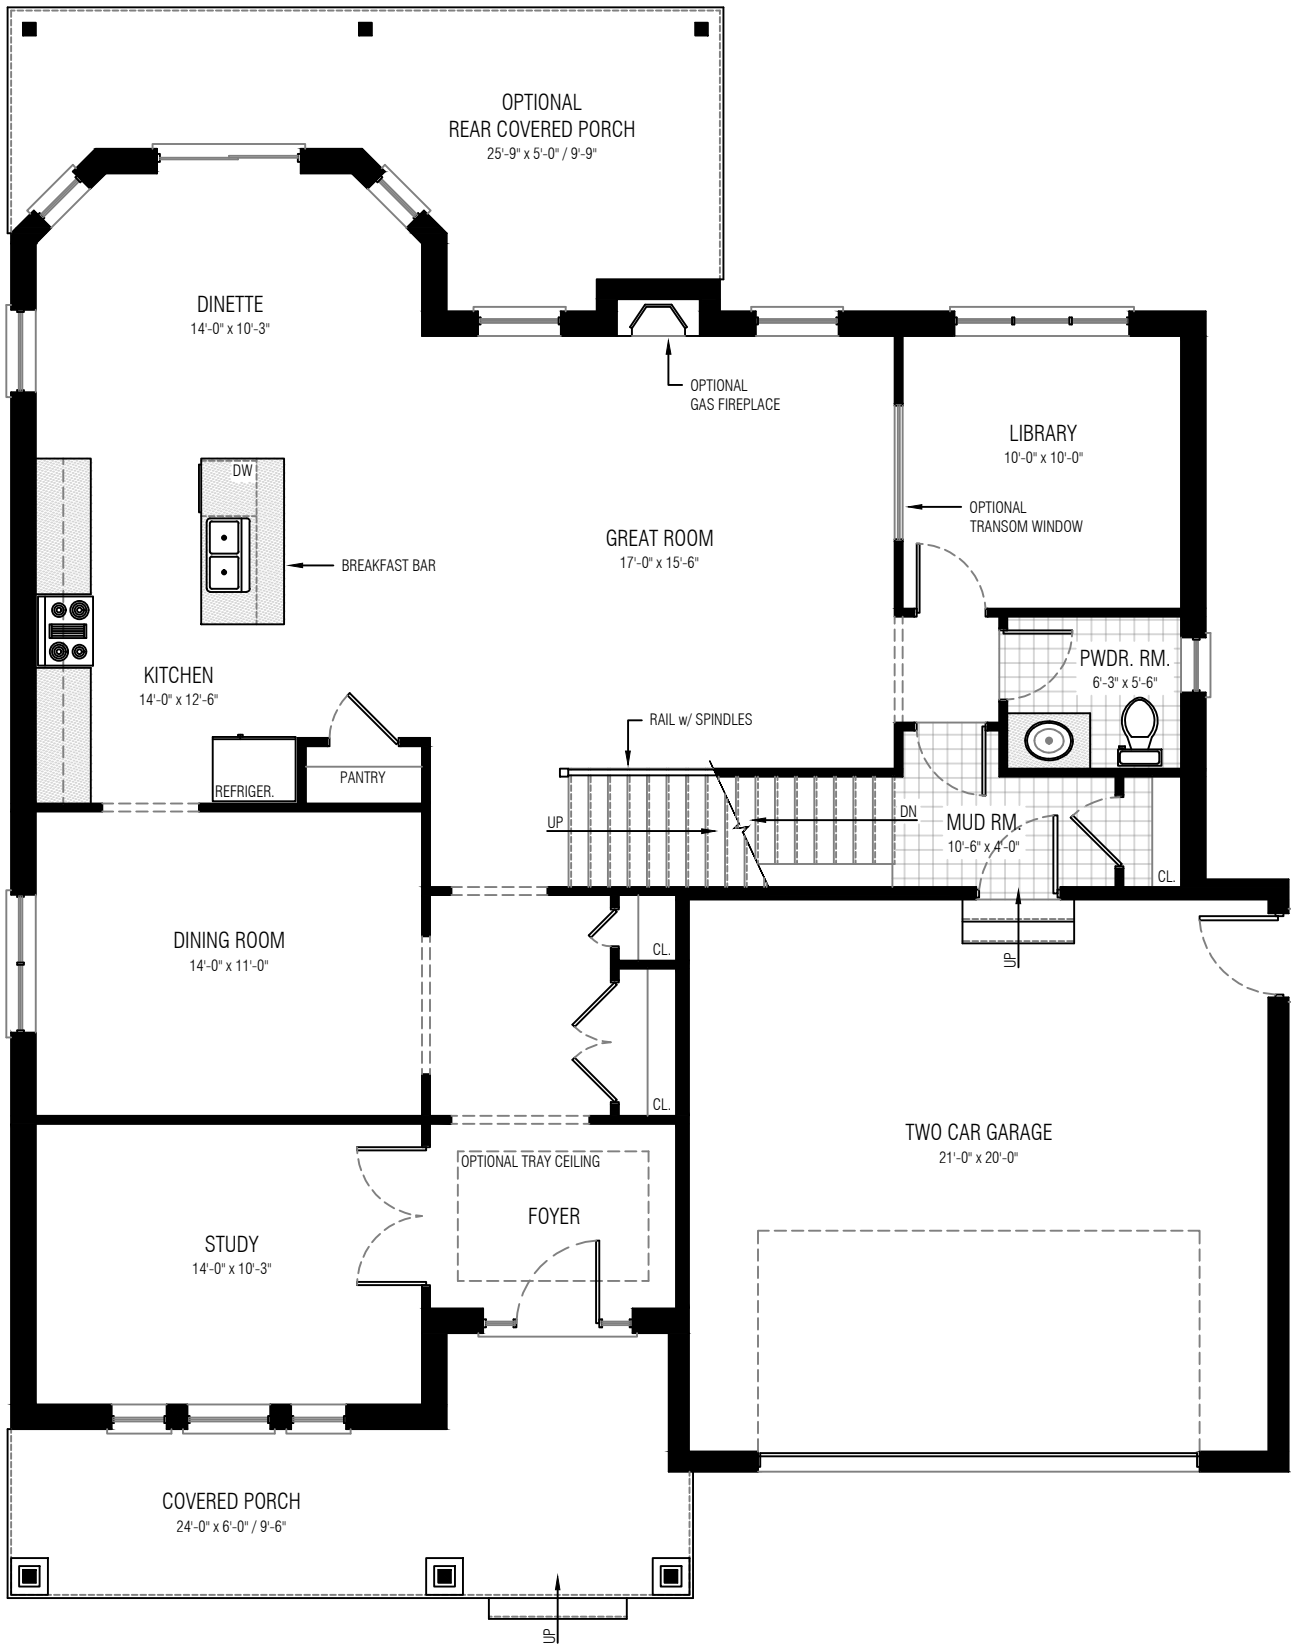 OPTIONAL
REAR COVERED PORCH
25'-9" x 5'-0" / 9'-9"
DINETTE
14'-0" x 10'-3"
OPTIONAL
GAS FIREPLACE
LIBRARY
10'-0" x 10'-0"
DW
OPTIONAL
TRANSOM WINDOW
GREAT ROOM
17'-0" x 15'-6"
BREAKFAST BAR
KITCHEN
14'-0" x 12'-6"
PWDR. RM.
6'-3" x 5'-6"
RAIL w/ SPINDLES
PANTRY
REFRIGER.
UP
DN
MUD RM.
10'-6" x 4'-0"
CL.
DINING ROOM
14'-0" x 11'-0"
CL.
UP
CL.
TWO CAR GARAGE
21'-0" x 20'-0"
OPTIONAL TRAY CEILING
FOYER
STUDY
14'-0" x 10'-3"
COVERED PORCH
24'-0" x 6'-0" / 9'-6"
UP